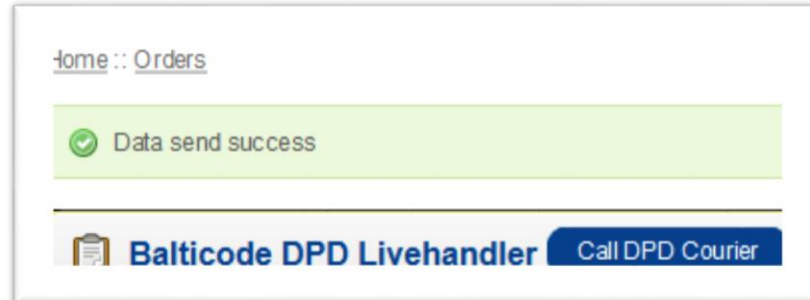 Home :: Orders
Data send success
Balticode DPD Livehandler Call DPD Courier